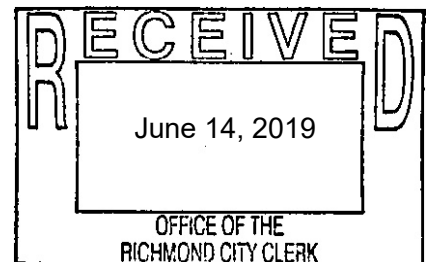 RECEIVED
June 14, 2019
OFFICE OF THE
RICHMOND CITY CLERK